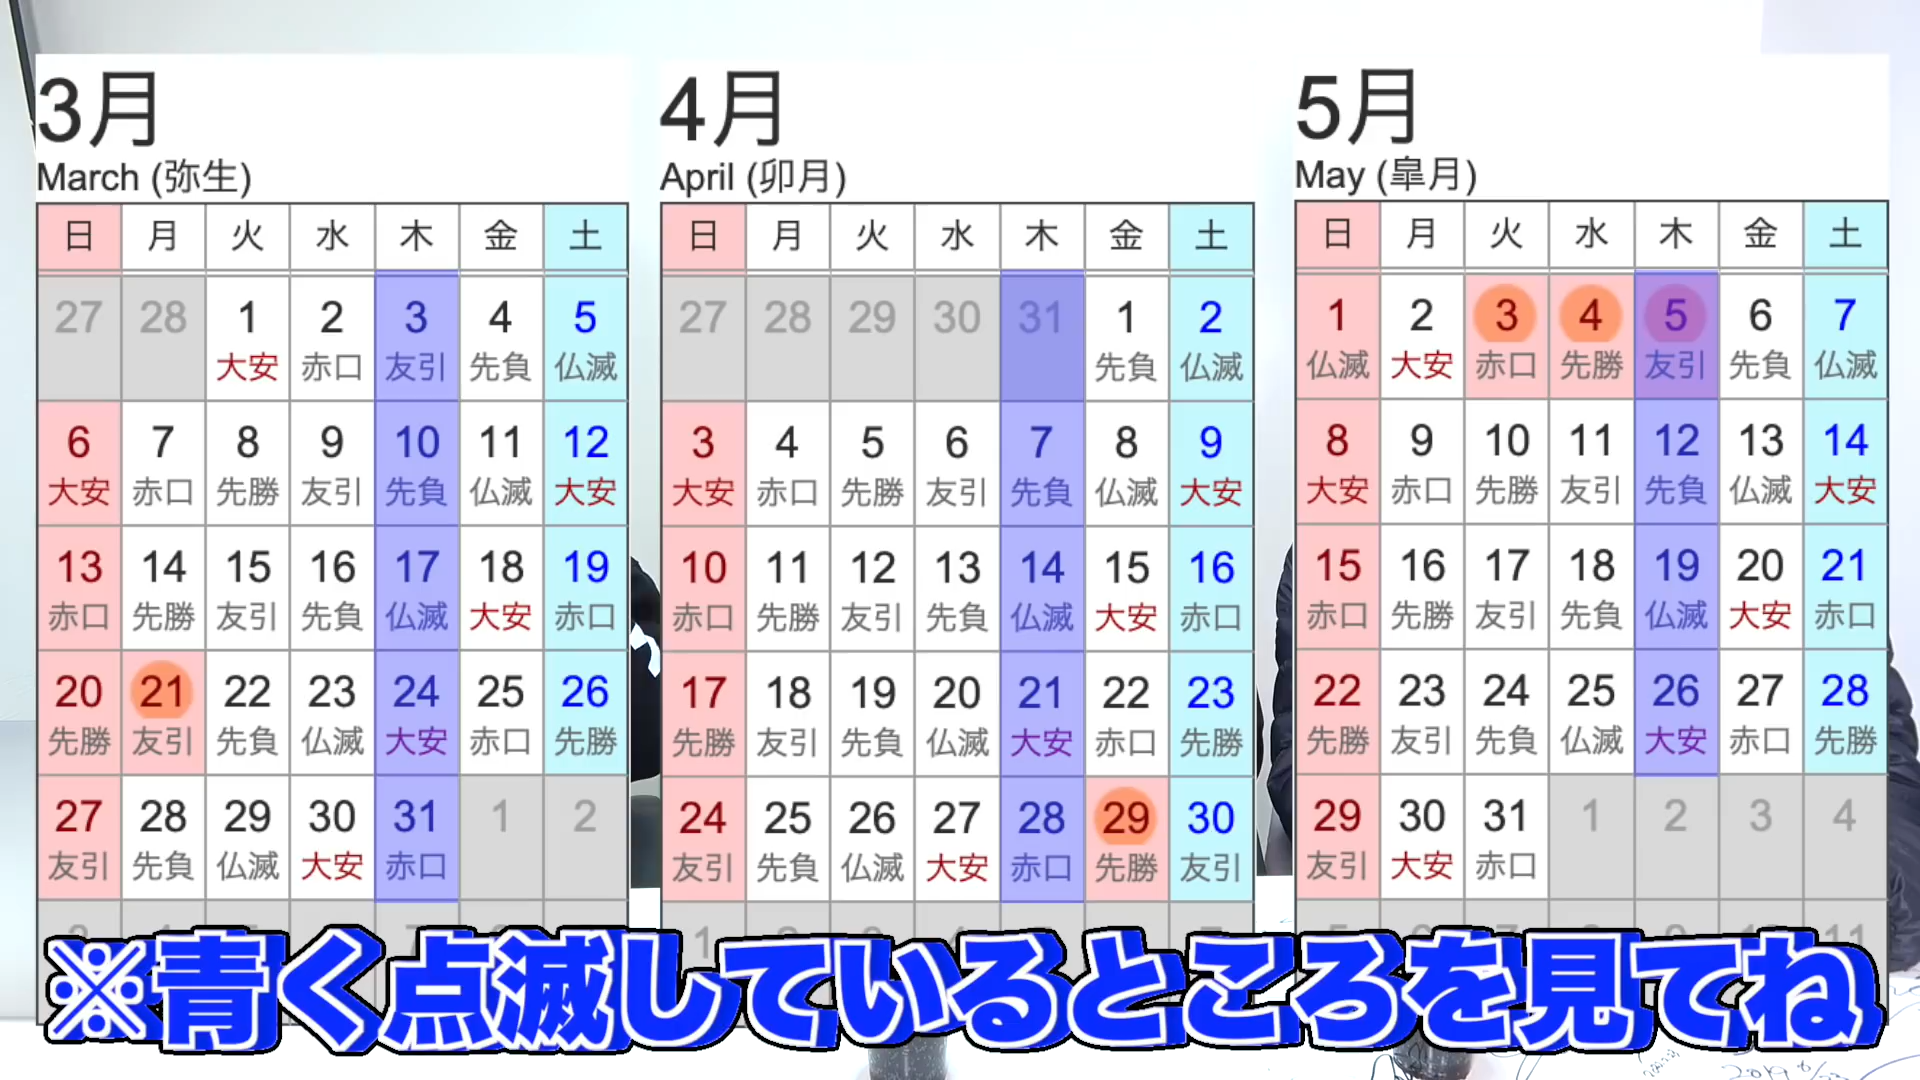 3月
March (弥生)
日 月 火 水 木 金 土
27 28 1 2 3 4 5
大安 赤口 友引 先負 仏滅
6 7 8 9 10 11 12
大安 赤口 先勝 友引 先負 仏滅 大安
13 14 15 16 17 18 19
赤口 先勝 友引 先負 仏滅 大安 赤口
20 21 22 23 24 25 26
先勝 友引 先負 仏滅 大安 赤口 先勝
27 28 29 30 31 1 2
友引 先負 仏滅 大安 赤口
4月
April (卯月)
日 月 火 水 木 金 土
27 28 29 30 31 1 2
先負 仏滅
3 4 5 6 7 8 9
大安 赤口 先勝 友引 先負 仏滅 大安
10 11 12 13 14 15 16
赤口 先勝 友引 先負 仏滅 大安 赤口
17 18 19 20 21 22 23
先勝 友引 先負 仏滅 大安 赤口 先勝
24 25 26 27 28 29 30
友引 先負 仏滅 大安 赤口 先勝 友引
5月
May (皐月)
日 月 火 水 木 金 土
1 2 3 4 5 6 7
仏滅 大安 赤口 先勝 友引 先負 仏滅
8 9 10 11 12 13 14
大安 赤口 先勝 友引 先負 仏滅 大安
15 16 17 18 19 20 21
赤口 先勝 友引 先負 仏滅 大安 赤口
22 23 24 25 26 27 28
先勝 友引 先負 仏滅 大安 赤口 先勝
29 30 31 1 2 3 4
友引 大安 赤口
※青く点滅しているところを見てね